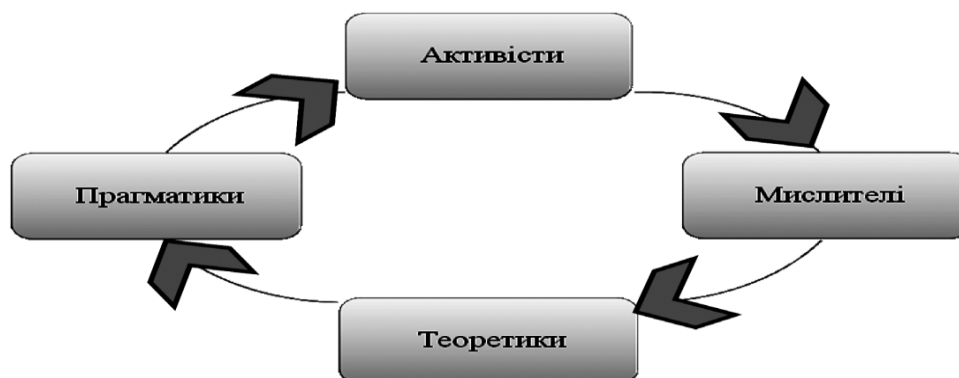 Активісти
Прагматики
Мислителі
Теоретики